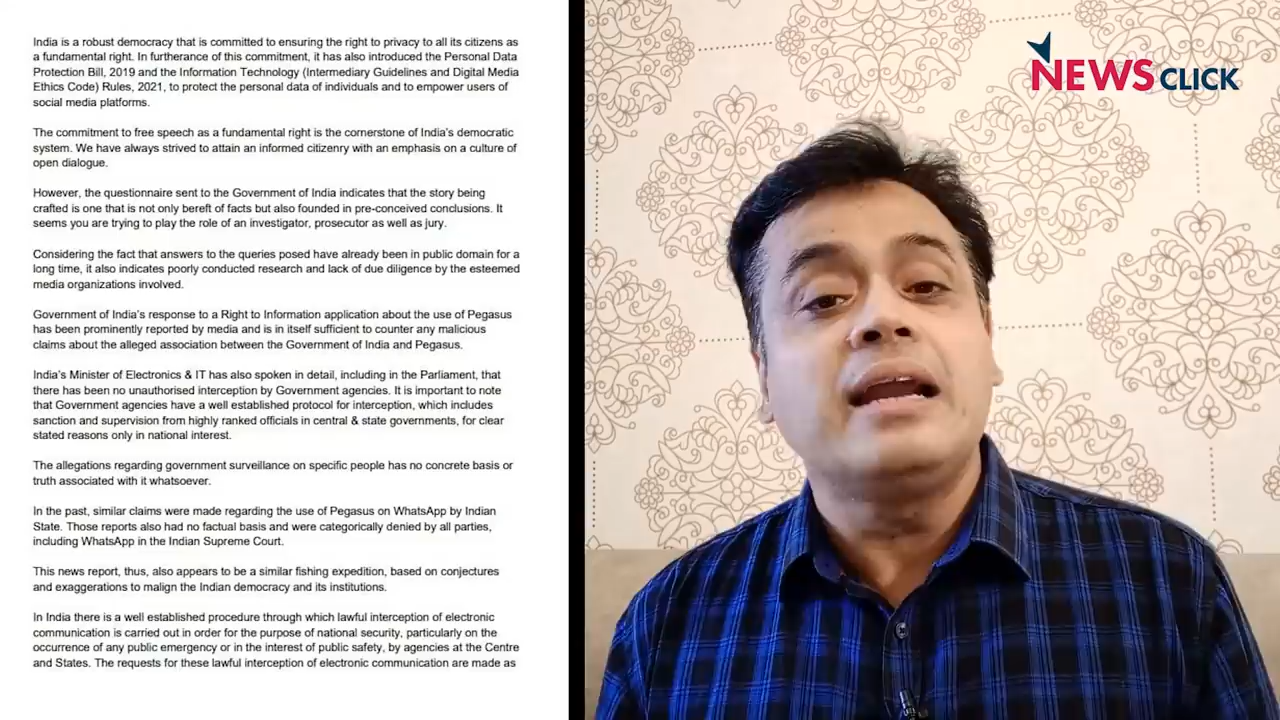 India is a robust democracy that is committed to ensuring the right to privacy to all its citizens as
a fundamental right. In furtherance of this commitment, it has also introduced the Personal Data
Protection Bill, 2019 and the Information Technology (Intermediary Guidelines and Digital Media
Ethics Code) Rules, 2021, to protect the personal data of individuals and to empower users of
social media platforms.
The commitment to free speech as a fundamental right is the cornerstone of India's democratic
system. We have always strived to attain an informed citizenry with an emphasis on a culture of
open dialogue.
However, the questionnaire sent to the Government of India indicates that the story being
crafted is one that is not only bereft of facts but also founded in pre-conceived conclusions. It
seems you are trying to play the role of an investigator, prosecutor as well as jury.
Considering the fact that answers to the queries posed have already been in public domain for a
long time, it also indicates poorly conducted research and lack of due diligence by the esteemed
media organizations involved.
Government of India's response to a Right to Information application about the use of Pegasus
has been prominently reported by media and is in itself sufficient to counter any malicious
claims about the alleged association between the Government of India and Pegasus.
India's Minister of Electronics & IT has also spoken in detail, including in the Parliament, that
there has been no unauthorised interception by Government agencies. It is important to note
that Government agencies have a well established protocol for interception, which includes
sanction and supervision from highly ranked officials in central & state governments, for clear
stated reasons only in national interest.
The allegations regarding government surveillance on specific people has no concrete basis or
truth associated with it whatsoever.
In the past, similar claims were made regarding the use of Pegasus on WhatsApp by Indian
State. Those reports also had no factual basis and were categorically denied by all parties,
including WhatsApp in the Indian Supreme Court.
This news report, thus, also appears to be a similar fishing expedition, based on conjectures
and exaggerations to malign the Indian democracy and its institutions.
In India there is a well established procedure through which lawful interception of electronic
communication is carried out in order for the purpose of national security, particularly on the
occurrence of any public emergency or in the interest of public safety, by agencies at the Centre
and States. The requests for these lawful interception of electronic communication are made as
NEWSCLICK